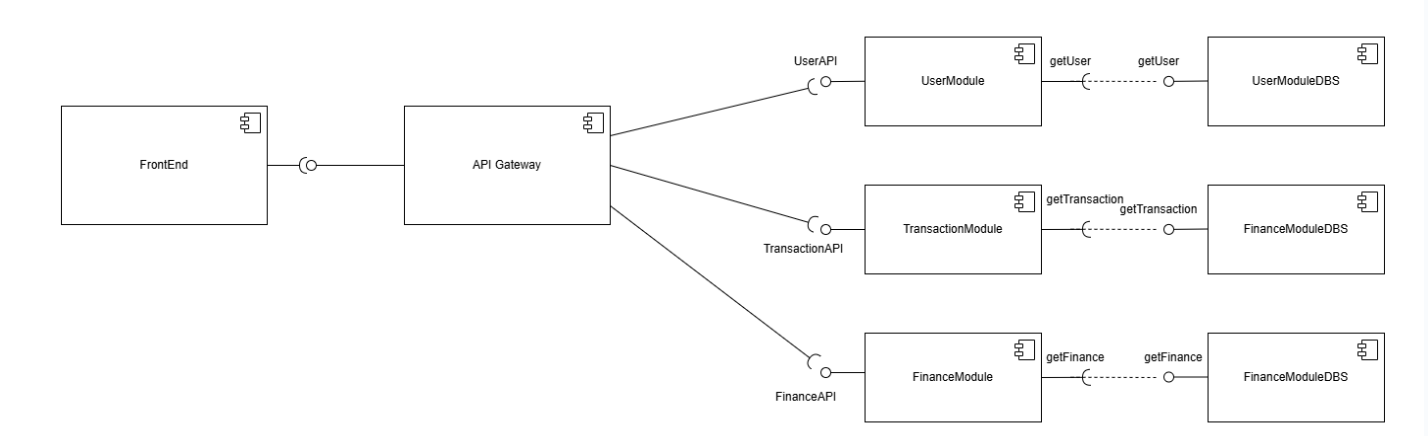 FrontEnd
API Gateway
UserAPI
UserModule
getUser
getUser
UserModuleDBS
TransactionAPI
TransactionModule
getTransaction
getTransaction
FinanceModuleDBS
FinanceAPI
FinanceModule
getFinance
getFinance
FinanceModuleDBS